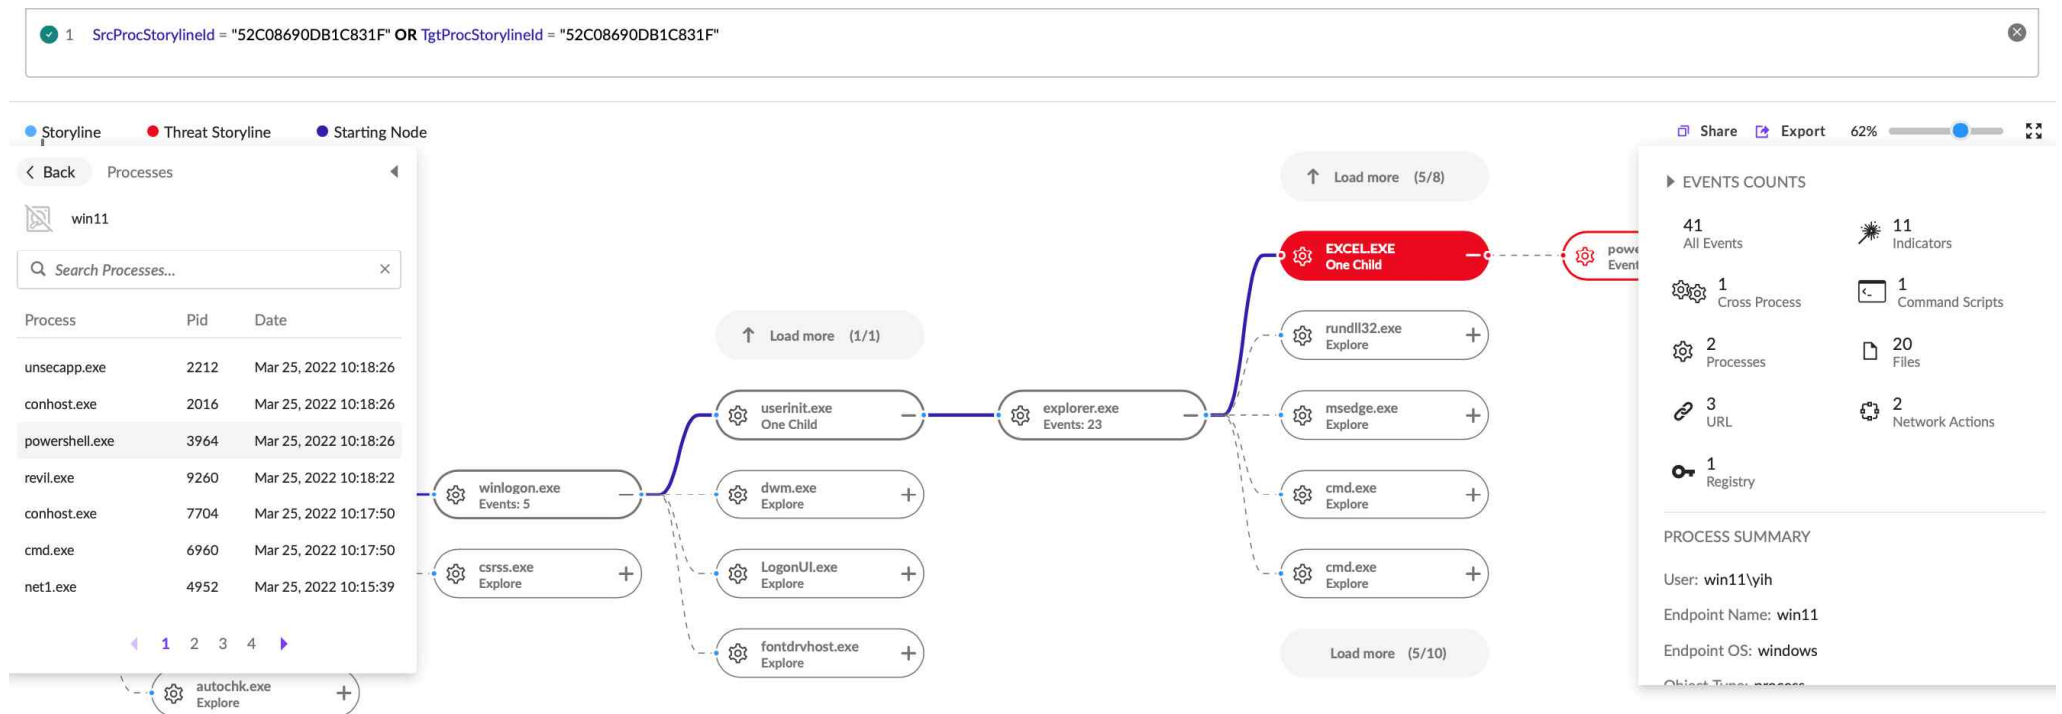 1 SrcProcStorylineId = "52C08690DB1C831F" OR TgtProcStorylineId = "52C08690DB1C831F"
Storyline Threat Storyline Starting Node
Share Export 62%
Back Processes
win11
Search Processes...
Process Pid Date
unsecapp.exe 2212 Mar 25, 2022 10:18:26
conhost.exe 2016 Mar 25, 2022 10:18:26
powershell.exe 3964 Mar 25, 2022 10:18:26
revil.exe 9260 Mar 25, 2022 10:18:22
conhost.exe 7704 Mar 25, 2022 10:17:50
cmd.exe 6960 Mar 25, 2022 10:17:50
net1.exe 4952 Mar 25, 2022 10:15:39
1 2 3 4
autochk.exe
Explore
winlogon.exe
Events: 5
csrss.exe
Explore
Load more (1/1)
userinit.exe
One Child
dwm.exe
Explore
LogonUI.exe
Explore
fontdrvhost.exe
Explore
explorer.exe
Events: 23
Load more (5/8)
EXCEL.EXE
One Child
rundll32.exe
Explore
msedge.exe
Explore
cmd.exe
Explore
cmd.exe
Explore
Load more (5/10)
powe
Event
EVENTS COUNTS
41
All Events
11
Indicators
1
Cross Process
1
Command Scripts
2
Processes
20
Files
3
URL
2
Network Actions
1
Registry
PROCESS SUMMARY
User: win11\yih
Endpoint Name: win11
Endpoint OS: windows
Object Type: process